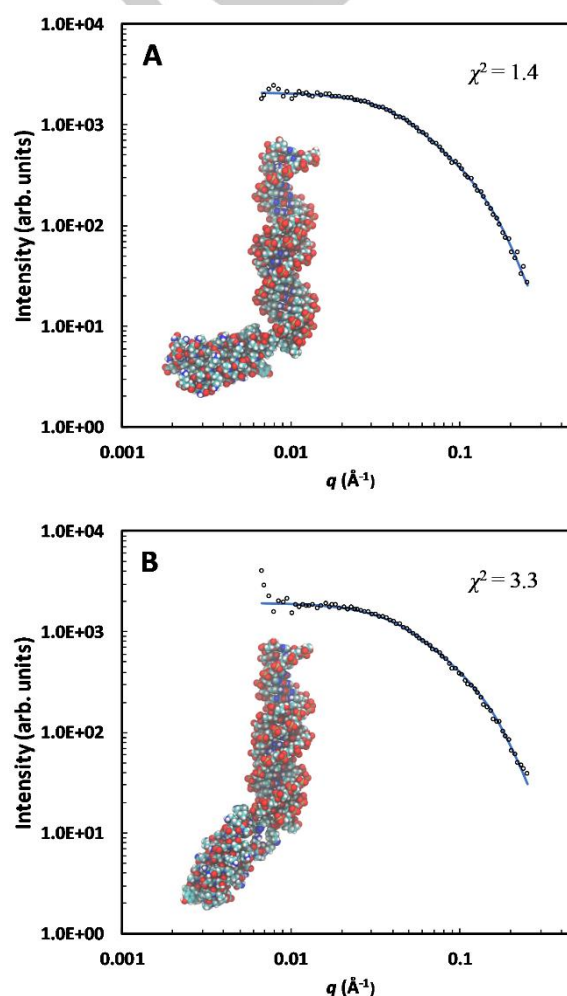 1.0E+04
A
χ² = 1.4
1.0E+03
Intensity (arb. units)
1.0E+02
1.0E+01
1.0E+00
0.001
0.01
0.1
q (Å⁻¹)
1.0E+04
B
χ² = 3.3
1.0E+03
Intensity (arb. units)
1.0E+02
1.0E+01
1.0E+00
0.001
0.01
0.1
q (Å⁻¹)